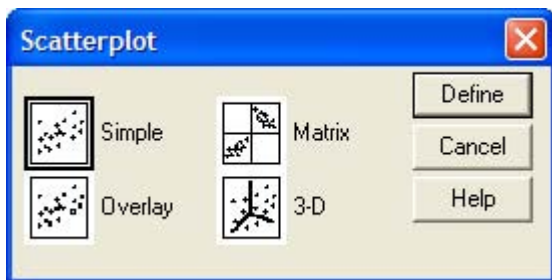 Scatterplot
Simple
Matrix
Overlay
3-D
Define
Cancel
Help